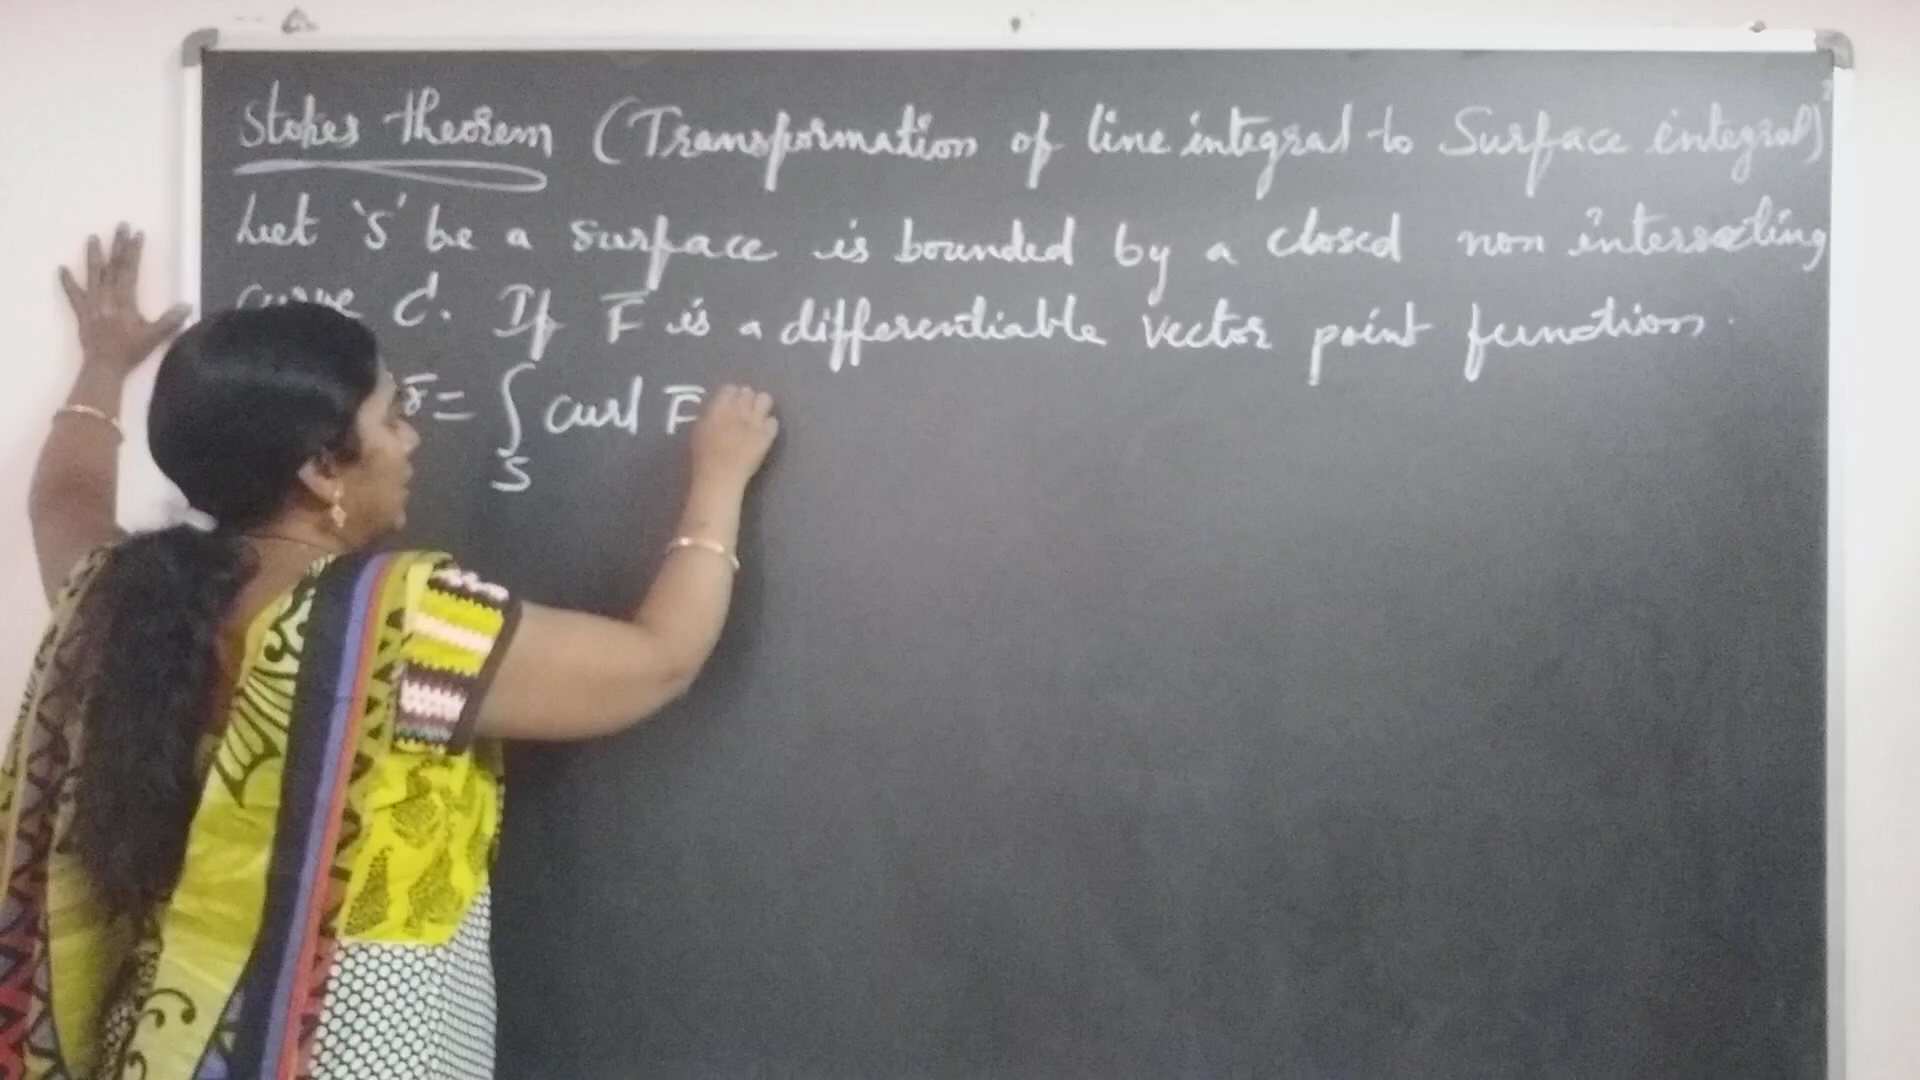 Stokes theorem (Transformation of line integral to Surface integral)
Let 'S' be a surface is bounded by a closed non intersecting
curve C. If F̅ is a differentiable vector point function.
r̅ = ∫ curl F̅
S